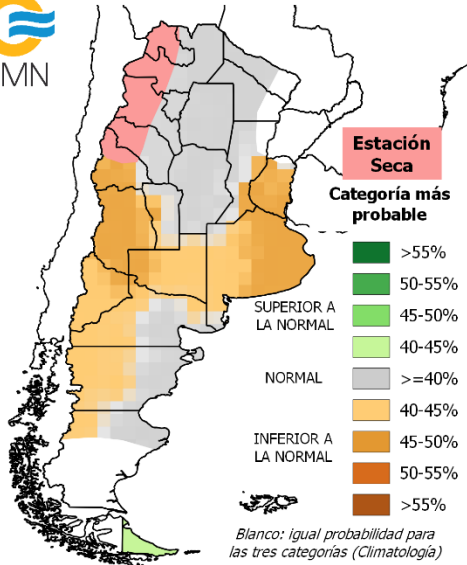 MN
Estación
Seca
Categoría más
probable
>55%
50-55%
SUPERIOR A
LA NORMAL
45-50%
40-45%
NORMAL
>=40%
40-45%
INFERIOR A
LA NORMAL
45-50%
50-55%
>55%
Blanco: igual probabilidad para
las tres categorías (Climatología)